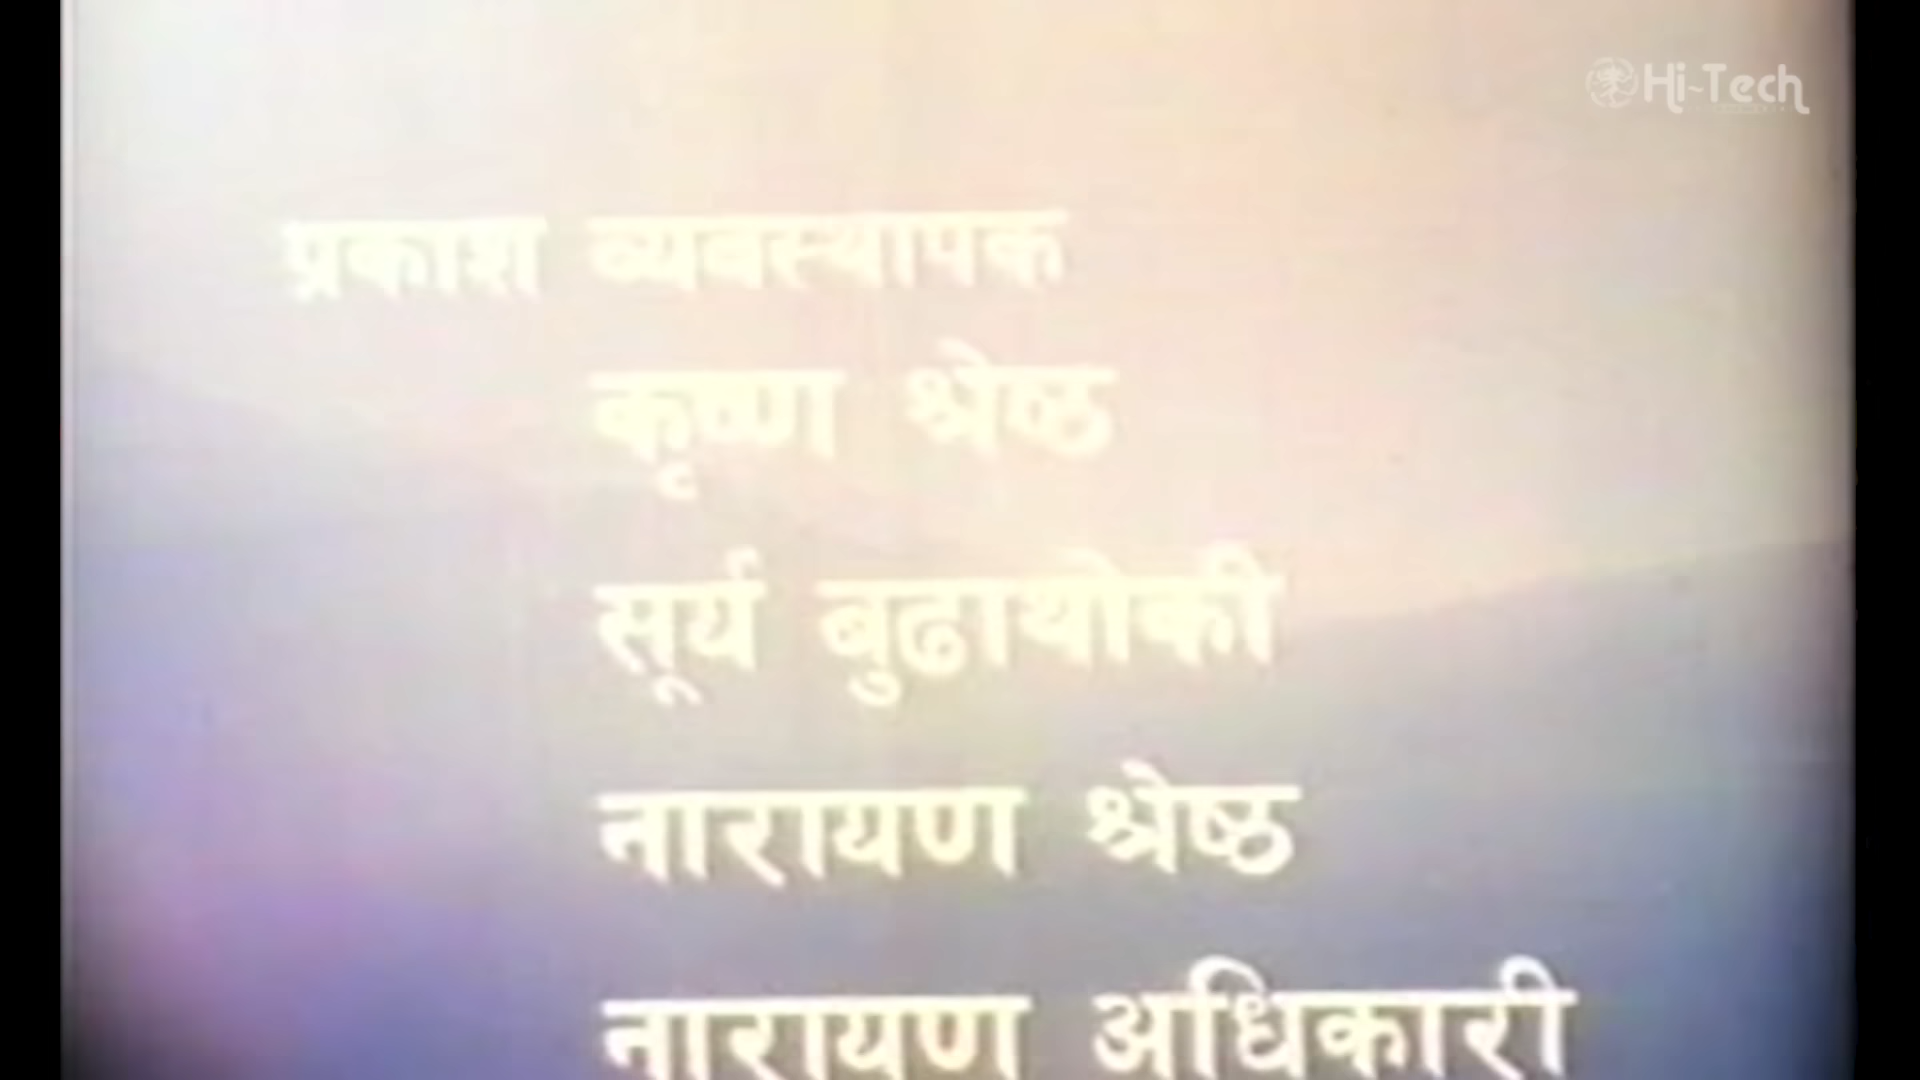 Hi-Tech
प्रकाश व्यवस्थापक
कृष्ण श्रेष्ठ
सूर्य बुढाथोकी
नारायण श्रेष्ठ
नारायण अधिकारी